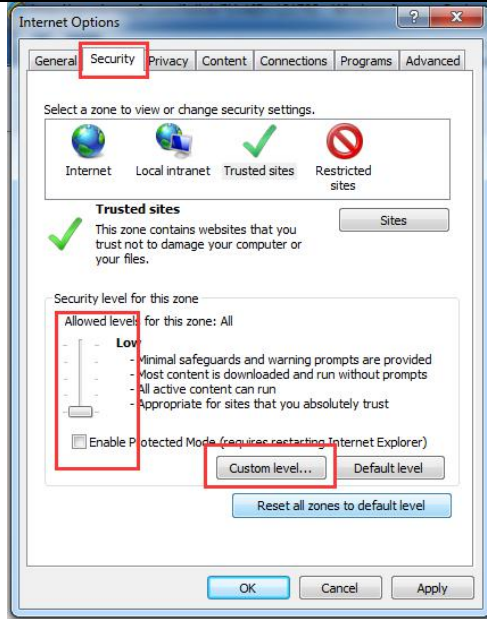 Internet Options
General Security Privacy Content Connections Programs Advanced
Select a zone to view or change security settings.
Internet Local intranet Trusted sites Restricted
sites
Trusted sites
Sites
This zone contains websites that you
trust not to damage your computer or
your files.
Security level for this zone
Allowed levels for this zone: All
Low
- Minimal safeguards and warning prompts are provided
- Most content is downloaded and run without prompts
- All active content can run
- Appropriate for sites that you absolutely trust
Enable Protected Mode (requires restarting Internet Explorer)
Custom level... Default level
Reset all zones to default level
OK Cancel Apply